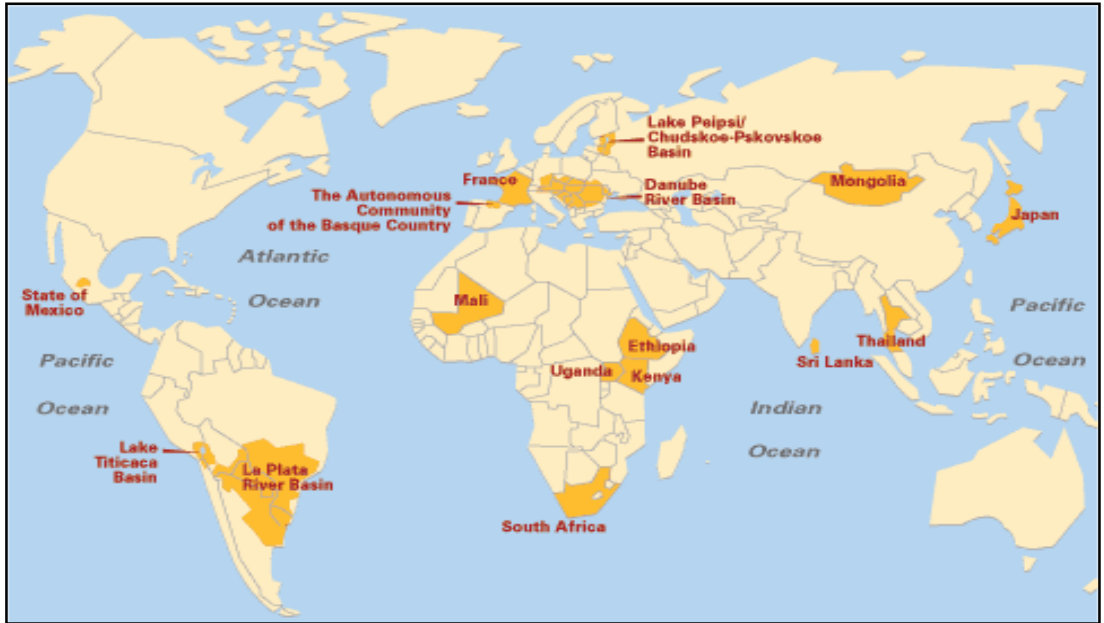 Lake Peipsi/
Chudskoe-Pskovskoe
Basin
France
The Autonomous
Community
of the Basque Country
Danube
River Basin
Mongolia
Japan
Atlantic
Ocean
State of
Mexico
Mali
Pacific
Ocean
Thailand
Sri Lanka
Ethiopia
Uganda
Kenya
Pacific
Ocean
Indian
Ocean
Lake
Titicaca
Basin
La Plata
River Basin
South Africa